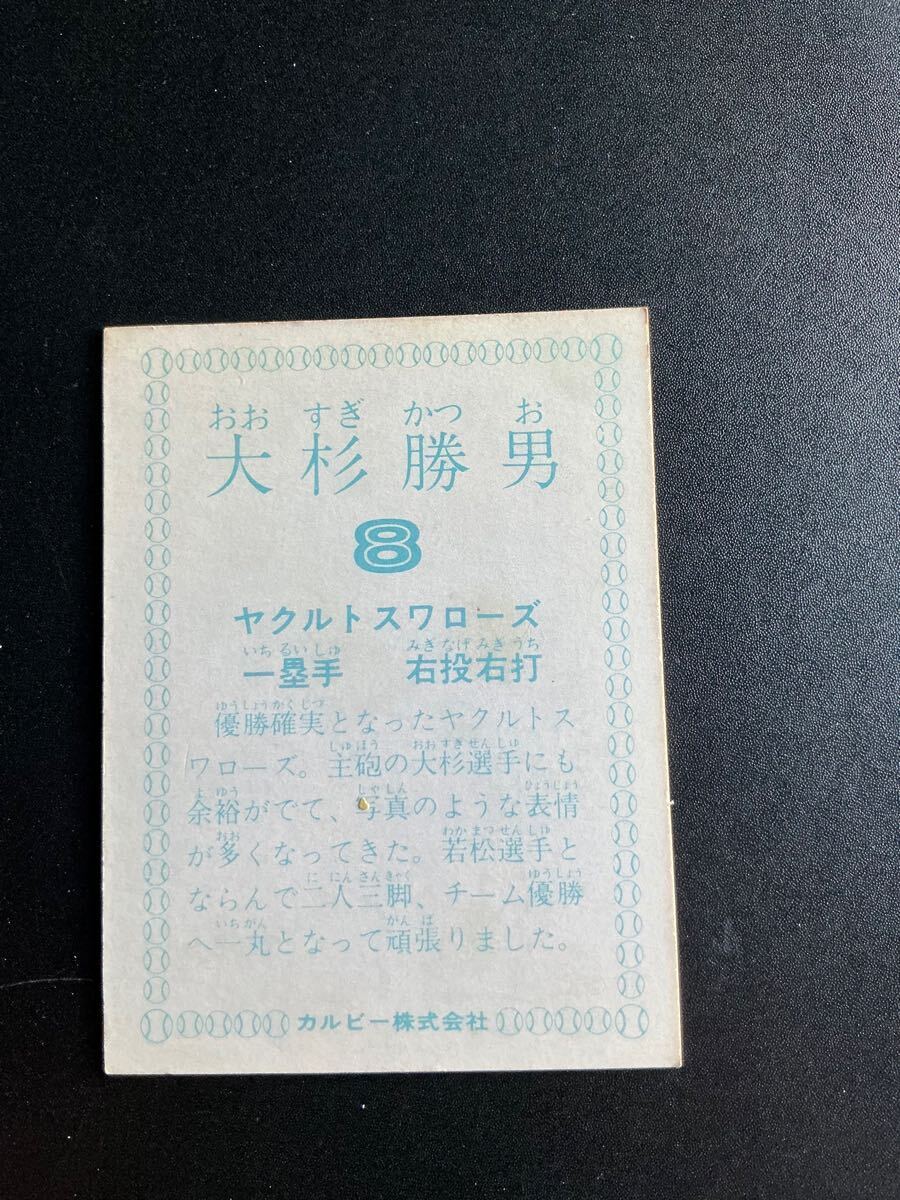 おお すぎ かつ お
大杉勝男
8
ヤクルトスワローズ
いちるいしゅ みぎなげみぎうち
一塁手 右投右打
ゆうしょうかくじつ
優勝確実となったヤクルトス
しゅほう おおすぎせんしゅ
ワローズ。主砲の大杉選手にも
よゆう しゃしん ひょうじょう
余裕がでて、写真のような表情
おお わかまつせんしゅ
が多くなってきた。若松選手と
ににんさんきゃく ゆうしょう
ならんで二人三脚、チーム優勝
いちがん がんば
へ一丸となって頑張りました。
カルビー株式会社